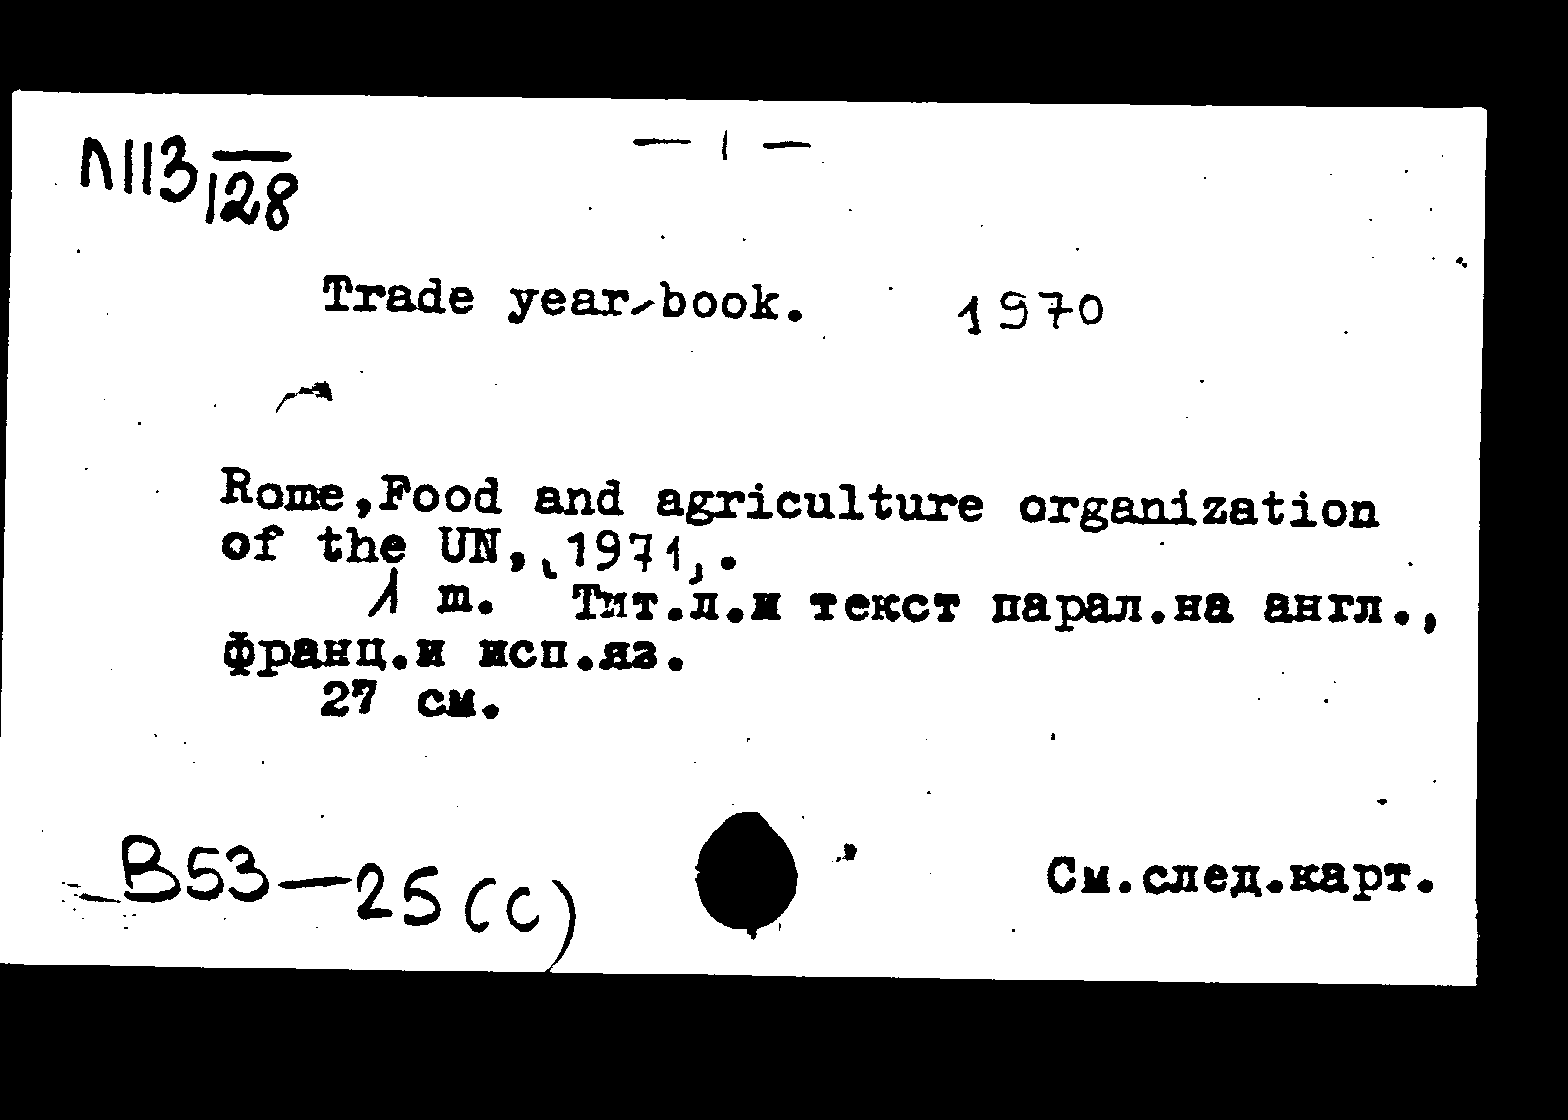 П113 128
— 1 —
Trade year-book. 1970
Rome, Food and agriculture organization
of the UN, 1971,.
1 т. Тит.л.и текст парал.на англ.,
франц.и исп.яз.
27 см.
В53—25(С)
См.след.карт.